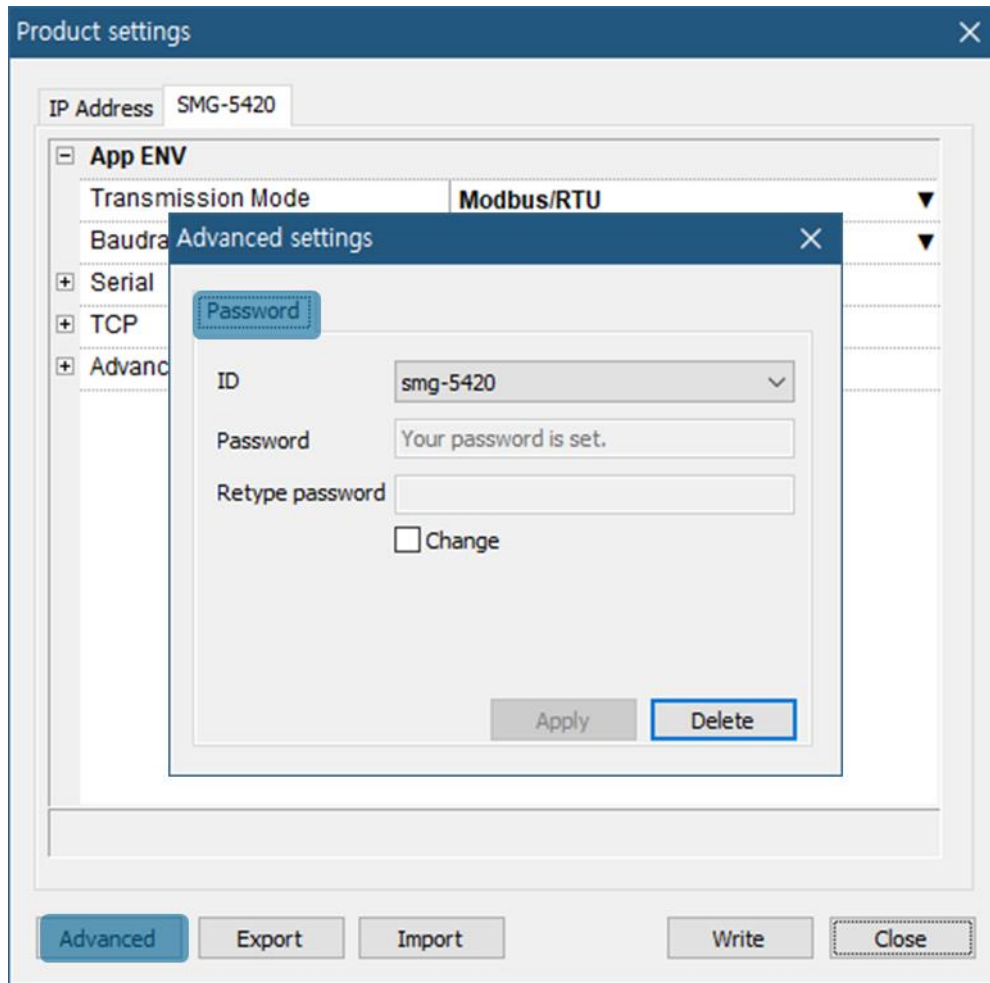 Product settings
IP Address SMG-5420
App ENV
Transmission Mode Modbus/RTU
Baudra
Advanced settings
Serial
Password
TCP
Advanc
ID smg-5420
Password Your password is set.
Retype password
Change
Apply Delete
Advanced Export Import Write Close